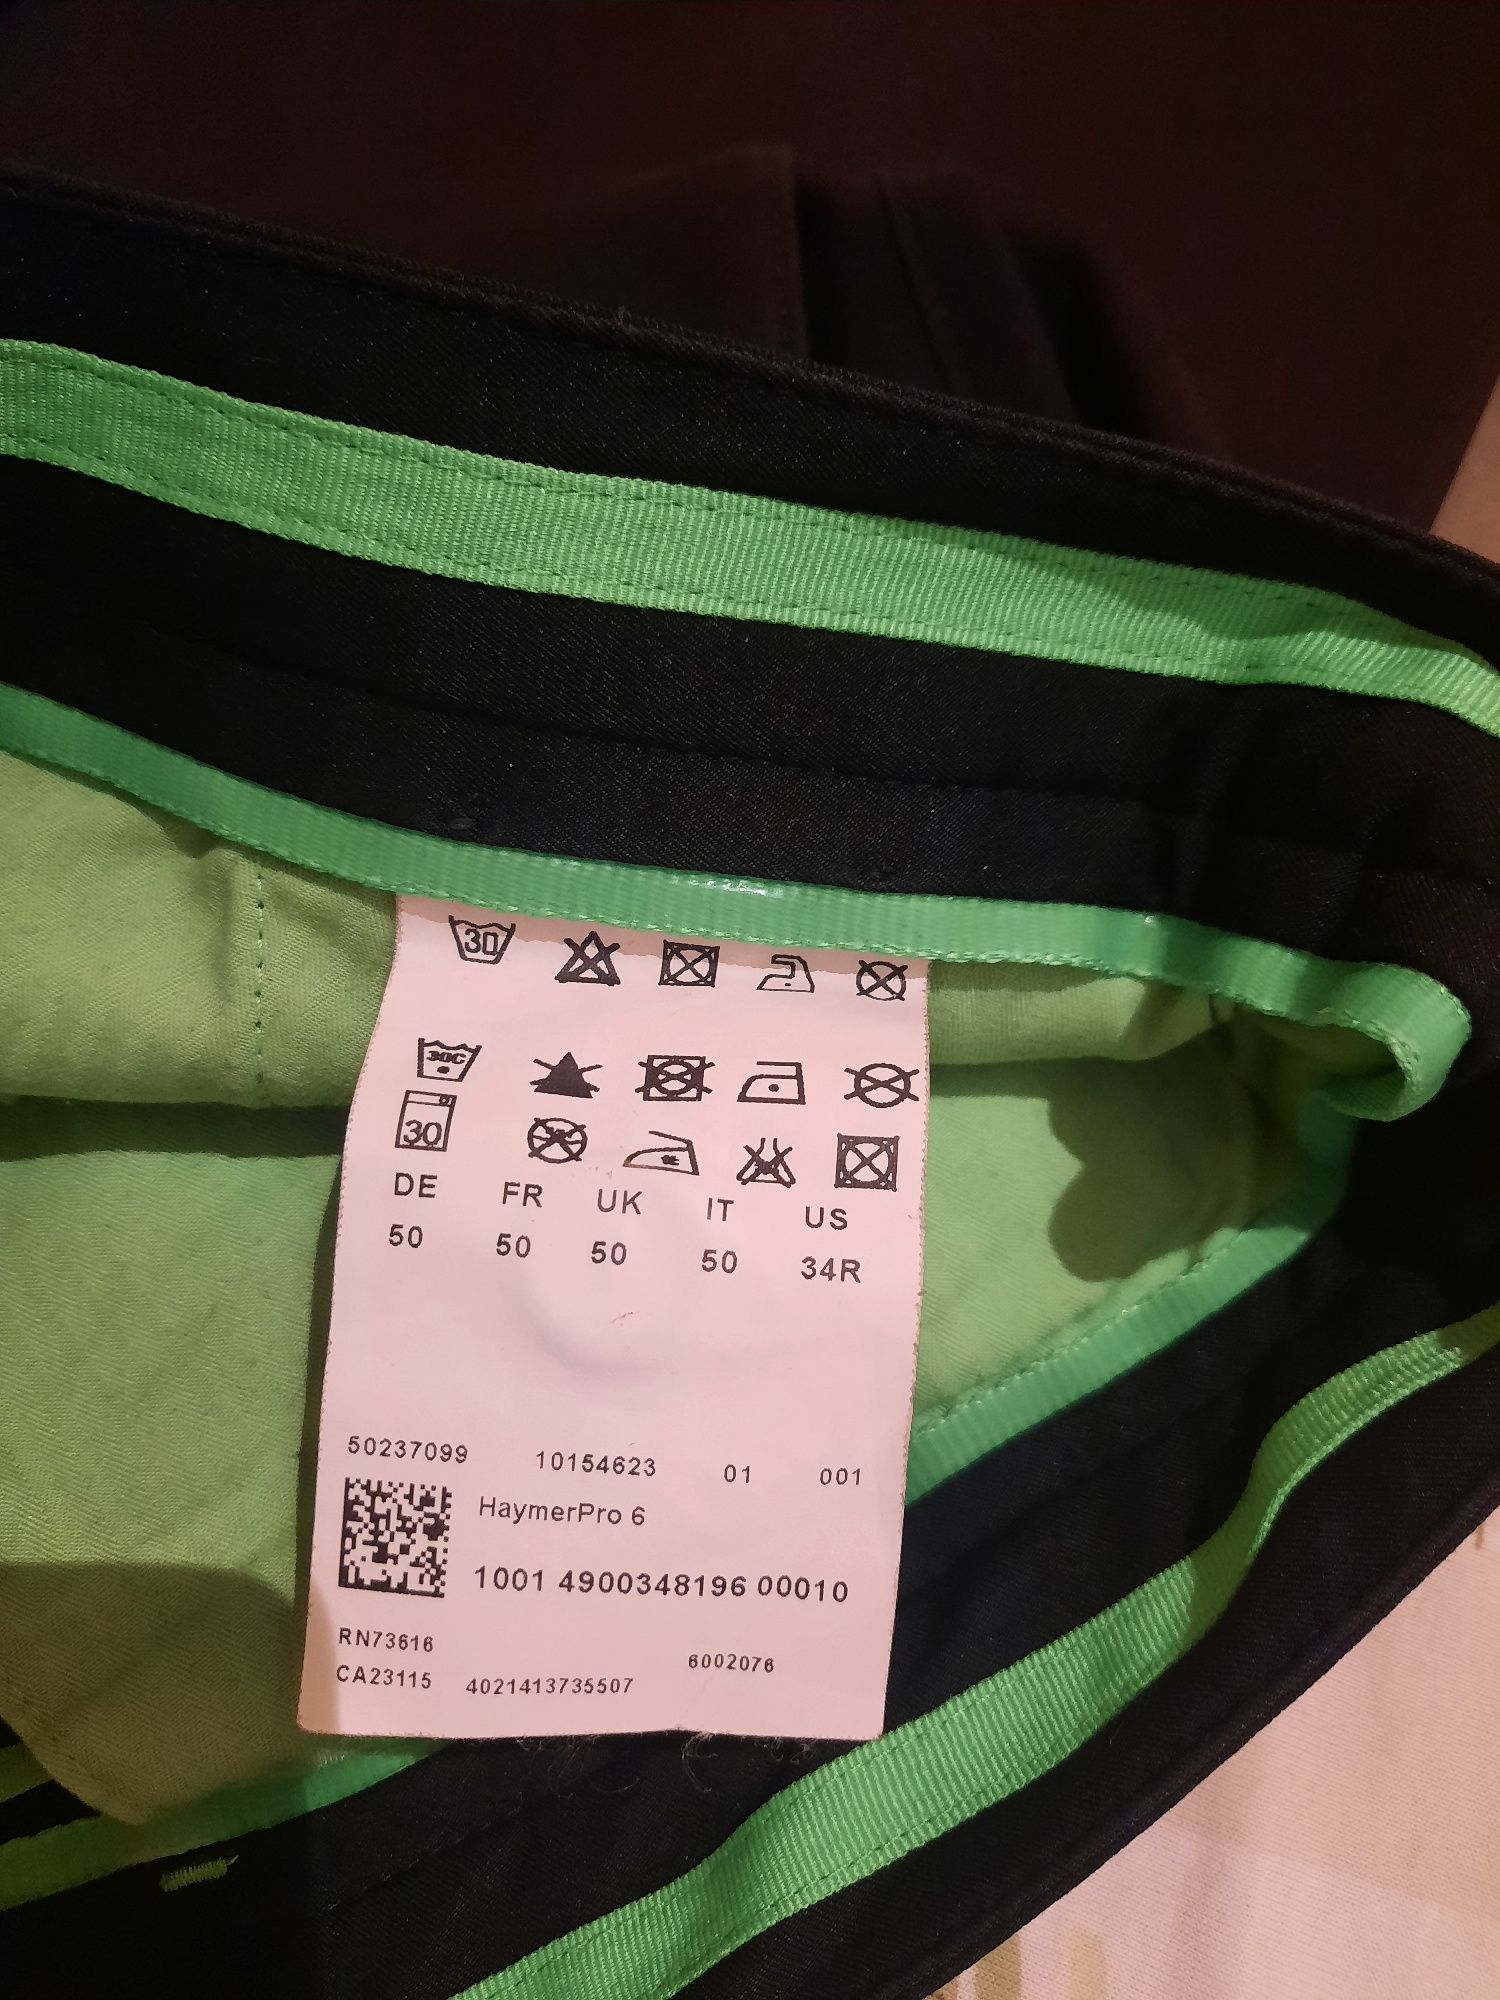 30
30C
30
DE FR UK IT US
50 50 50 50 34R
50237099 10154623 01 001
HaymerPro 6
1001 4900348196 00010
RN73616
CA23115 4021413735507 6002076